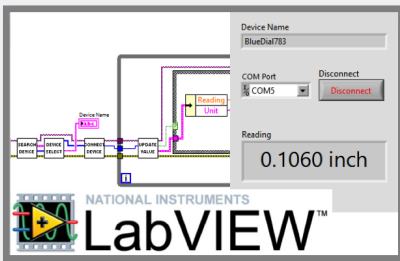 Device Name
BlueDial783
COM Port
COM5
Disconnect
Disconnect
Device Name
Abc
Reading
Unit
SEARCH DEVICE
DEVICE SELECT
CONNECT DEVICE
UPDATE VALUE
i
Reading
0.1060 inch
NATIONAL INSTRUMENTS
LabVIEW™